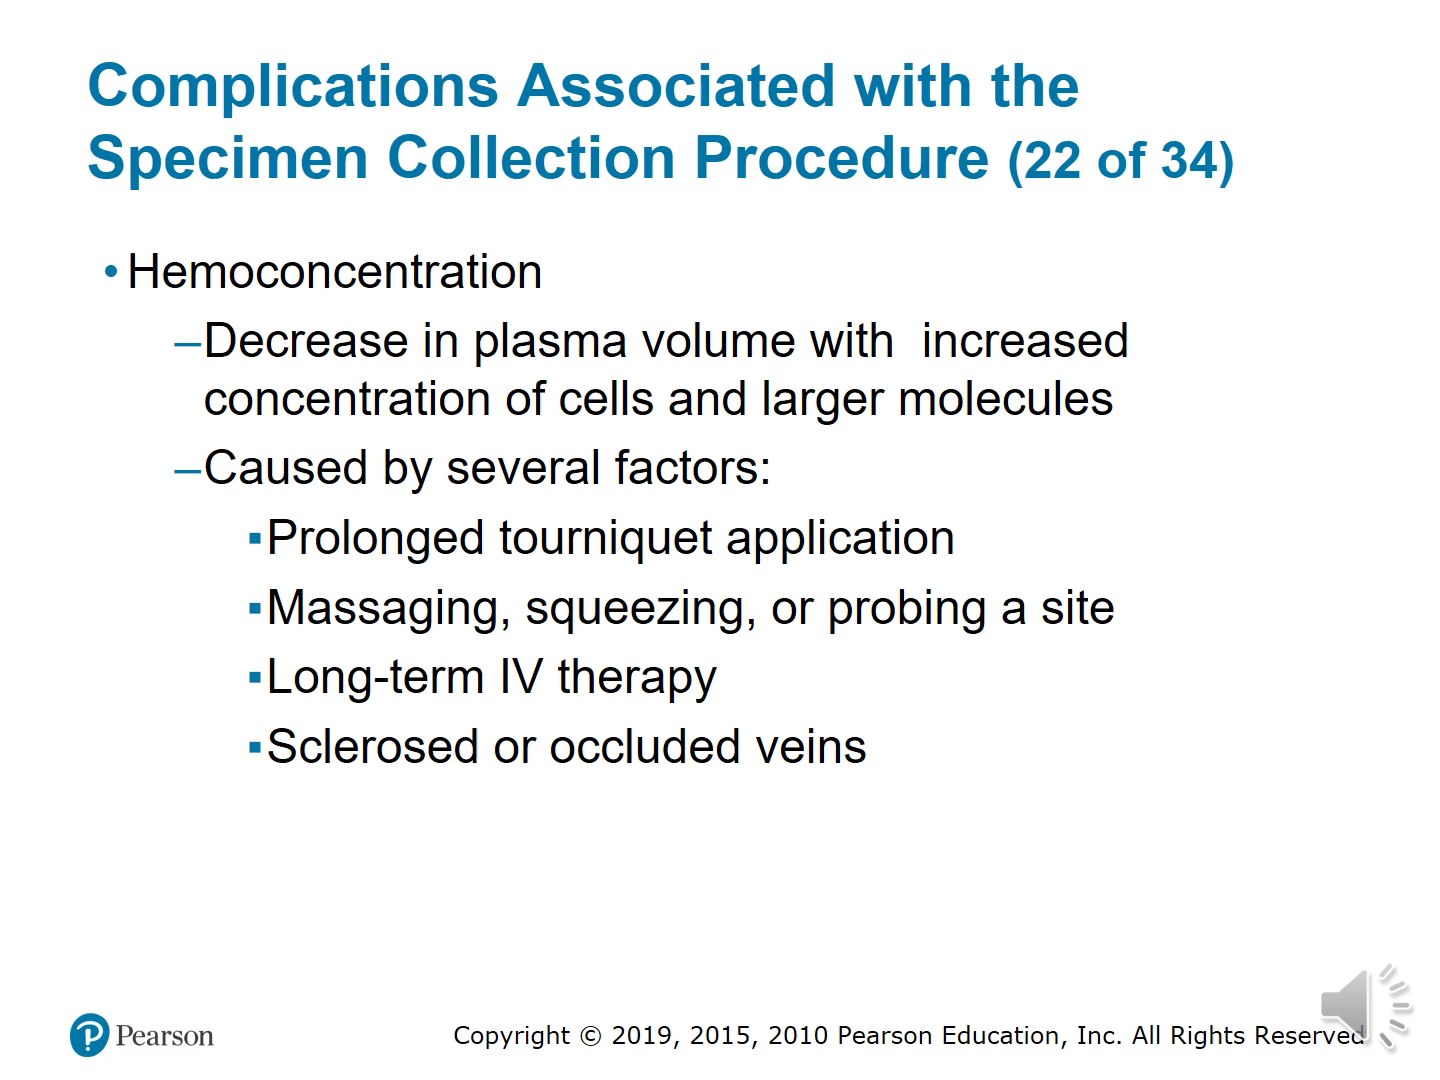 Complications Associated with the
Specimen Collection Procedure (22 of 34)
• Hemoconcentration
–Decrease in plasma volume with  increased
concentration of cells and larger molecules
–Caused by several factors:
▪Prolonged tourniquet application
▪Massaging, squeezing, or probing a site
▪Long-term IV therapy
▪Sclerosed or occluded veins
Pearson
Copyright © 2019, 2015, 2010 Pearson Education, Inc. All Rights Reserved